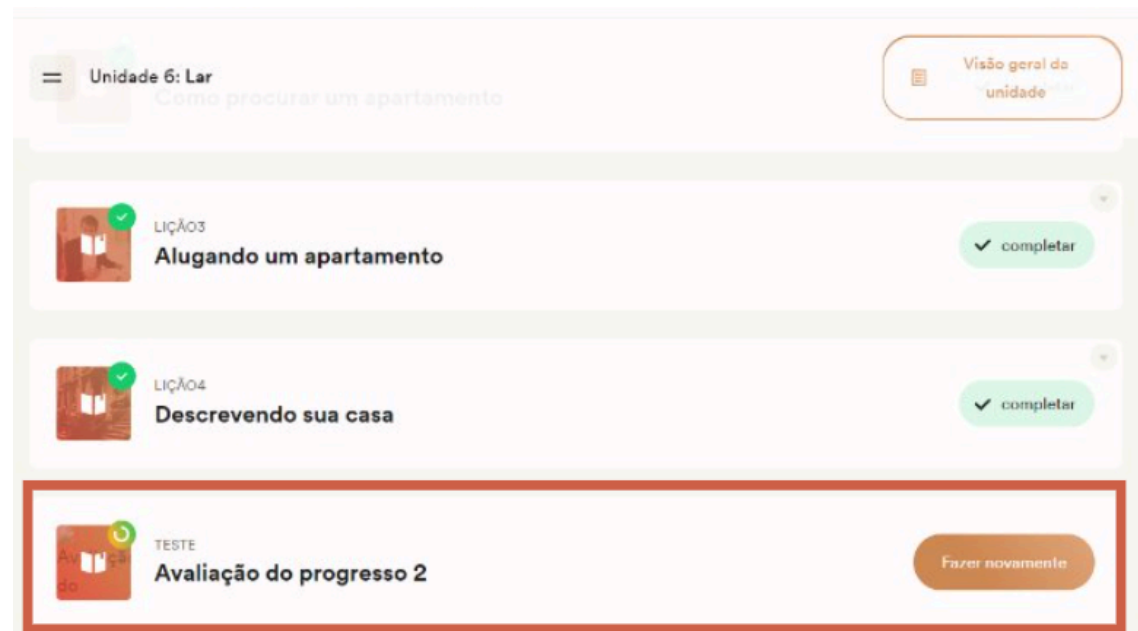 Unidade 6: Lar
Como procurar um apartamento
Visão geral da
unidade
LIÇÃO3
Alugando um apartamento
completar
LIÇÃO4
Descrevendo sua casa
completar
TESTE
Avaliação do progresso 2
Fazer novamente